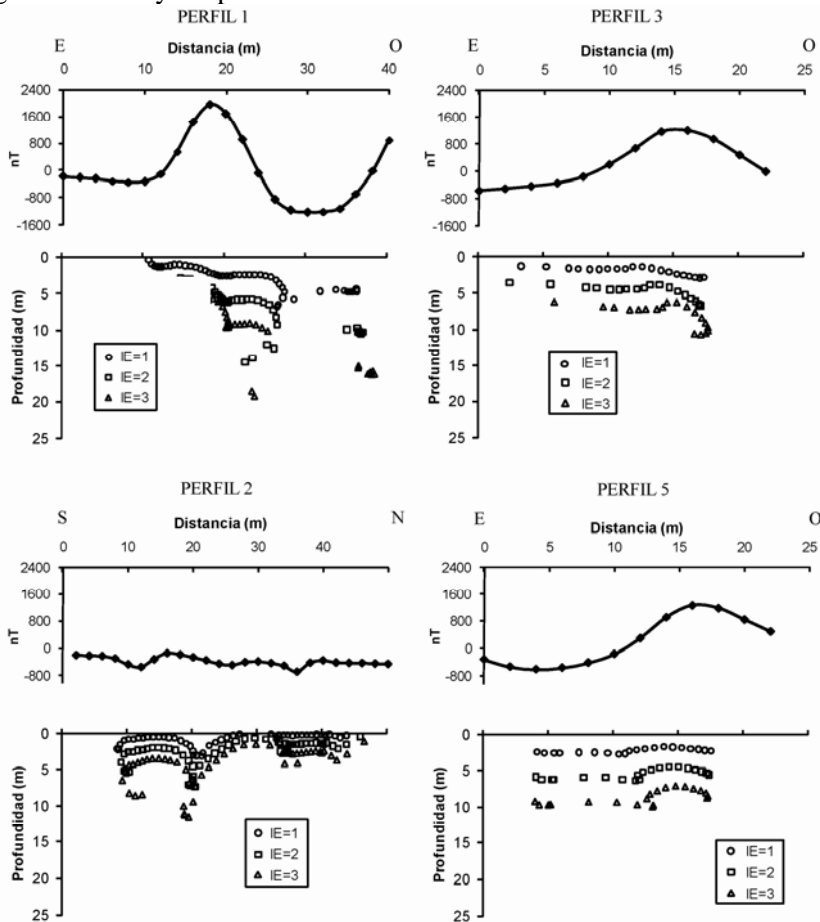 PERFIL 1
E Distancia (m) O
0 10 20 30 40
2400
1600
800
0
-800
-1600
nT
0
5
10
15
20
25
Profundidad (m)
IE=1
IE=2
IE=3
PERFIL 3
E Distancia (m) O
0 5 10 15 20 25
2400
1600
800
0
-800
-1600
nT
0
5
10
15
20
25
Profundidad (m)
IE=1
IE=2
IE=3
PERFIL 2
S Distancia (m) N
0 10 20 30 40
2400
1600
800
0
-800
nT
0
5
10
15
20
25
Profundidad (m)
IE=1
IE=2
IE=3
PERFIL 5
E Distancia (m) O
0 5 10 15 20 25
2400
1600
800
0
-800
nT
0
5
10
15
20
25
Profundidad (m)
IE=1
IE=2
IE=3